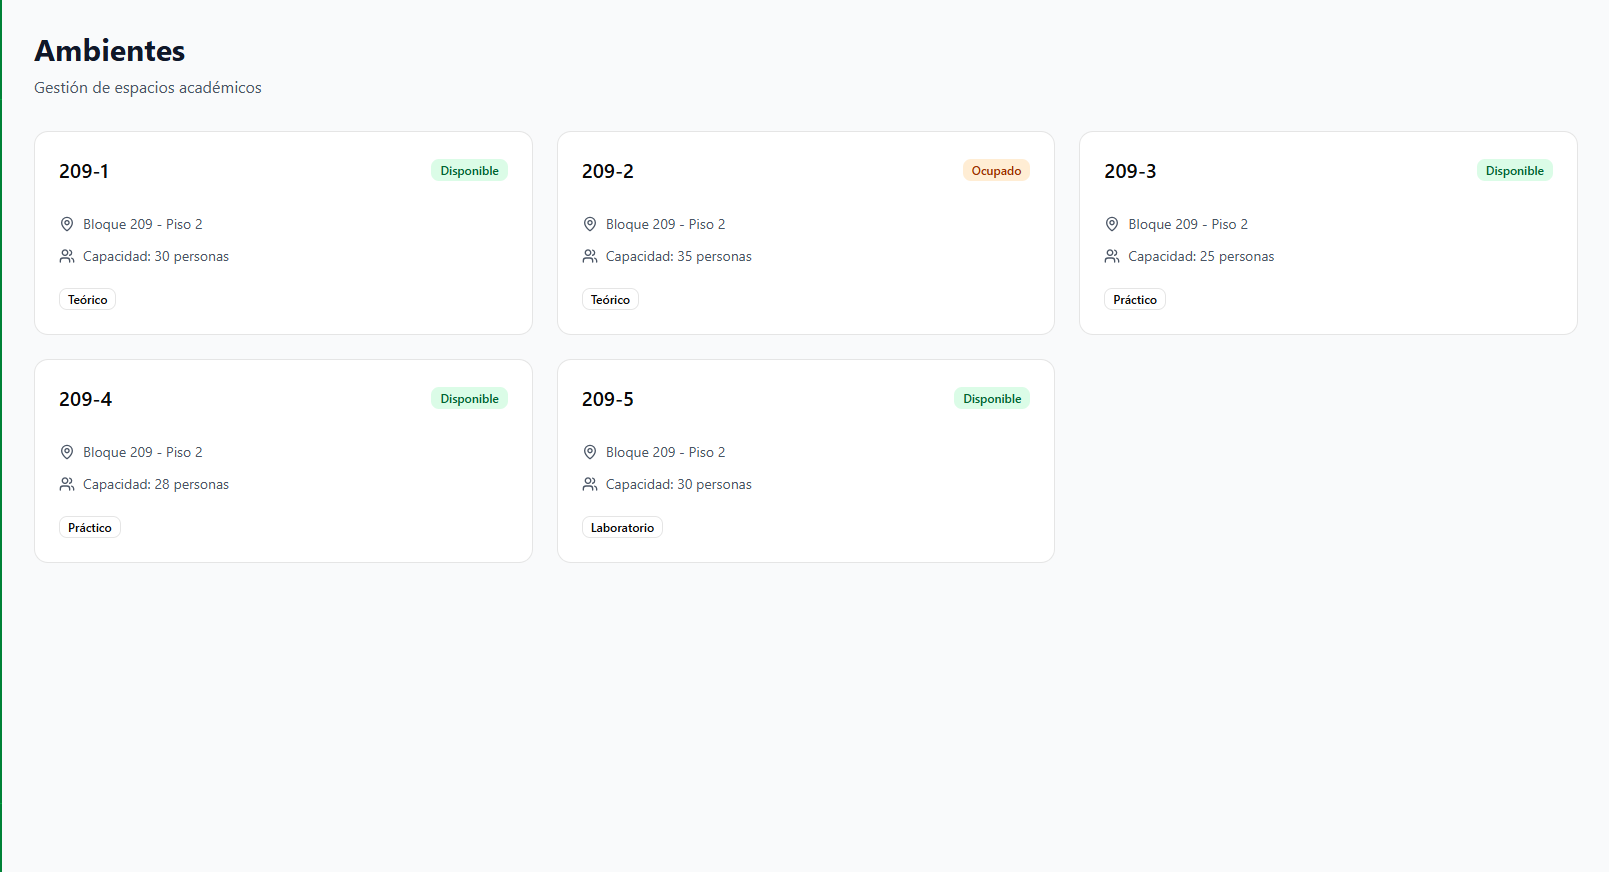 Ambientes
Gestión de espacios académicos
209-1
Disponible
Bloque 209 - Piso 2
Capacidad: 30 personas
Teórico
209-2
Ocupado
Bloque 209 - Piso 2
Capacidad: 35 personas
Teórico
209-3
Disponible
Bloque 209 - Piso 2
Capacidad: 25 personas
Práctico
209-4
Disponible
Bloque 209 - Piso 2
Capacidad: 28 personas
Práctico
209-5
Disponible
Bloque 209 - Piso 2
Capacidad: 30 personas
Laboratorio